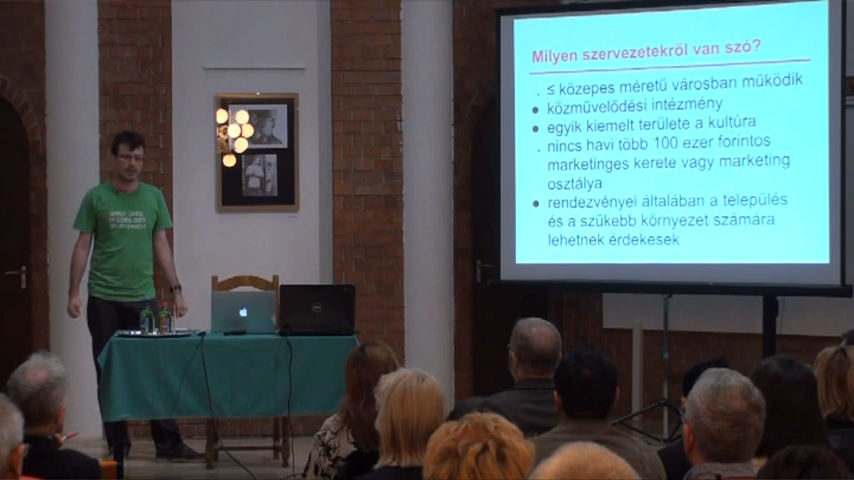 Milyen szervezetekről van szó?
. ≤ közepes méretű városban működik
● közművelődési intézmény
● egyik kiemelt területe a kultúra
. nincs havi több 100 ezer forintos
marketinges kerete vagy marketing
osztálya
● rendezvényei általában a település
és a szükebb környezet számára
lehetnek érdekesek